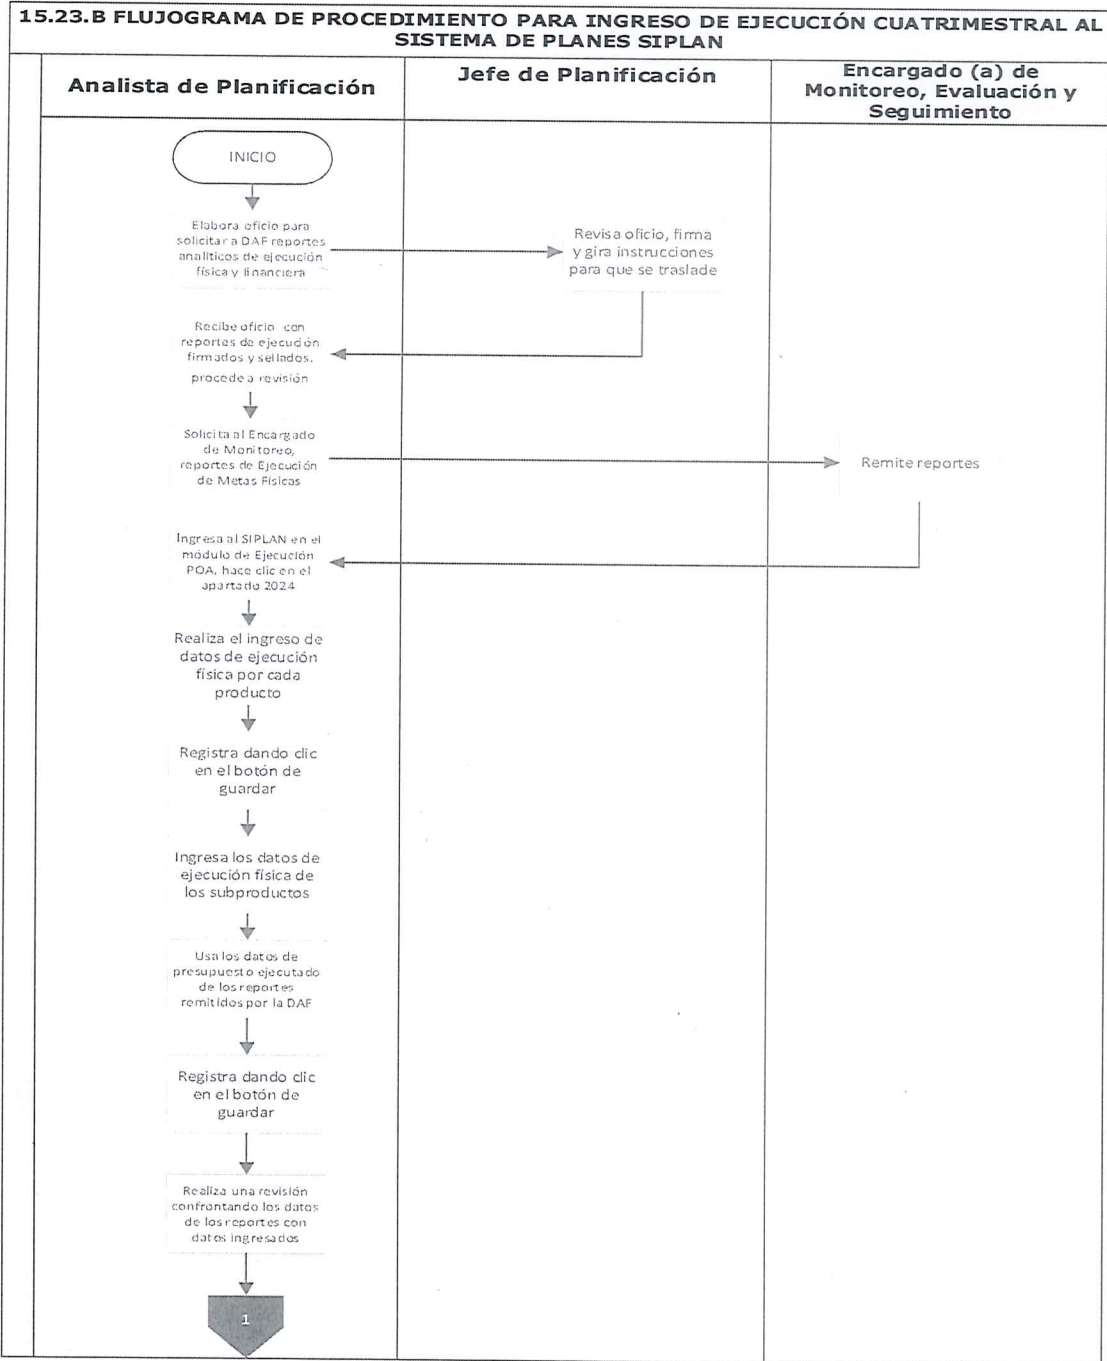 15.23.B FLUJOGRAMA DE PROCEDIMIENTO PARA INGRESO DE EJECUCIÓN CUATRIMESTRAL AL
SISTEMA DE PLANES SIPLAN
Analista de Planificación
Jefe de Planificación
Encargado (a) de
Monitoreo, Evaluación y
Seguimiento
INICIO
Elabora oficio para
solicitar a DAF reportes
analíticos de ejecución
física y financiera
Revisa oficio, firma
y gira instrucciones
para que se traslade
Recibe oficio con
reportes de ejecución
firmados y sellados,
procede a revisión
Solicita al Encargado
de Monitoreo,
reportes de Ejecución
de Metas Físicas
Remite reportes
Ingresa al SIPLAN en el
módulo de Ejecución
POA, hace clic en el
apartado 2024
Realiza el ingreso de
datos de ejecución
física por cada
producto
Registra dando clic
en el botón de
guardar
Ingresa los datos de
ejecución física de
los subproductos
Usa los datos de
presupuesto ejecutado
de los reportes
remitidos por la DAF
Registra dando clic
en el botón de
guardar
Realiza una revisión
confrontando los datos
de los reportes con
datos ingresados
1